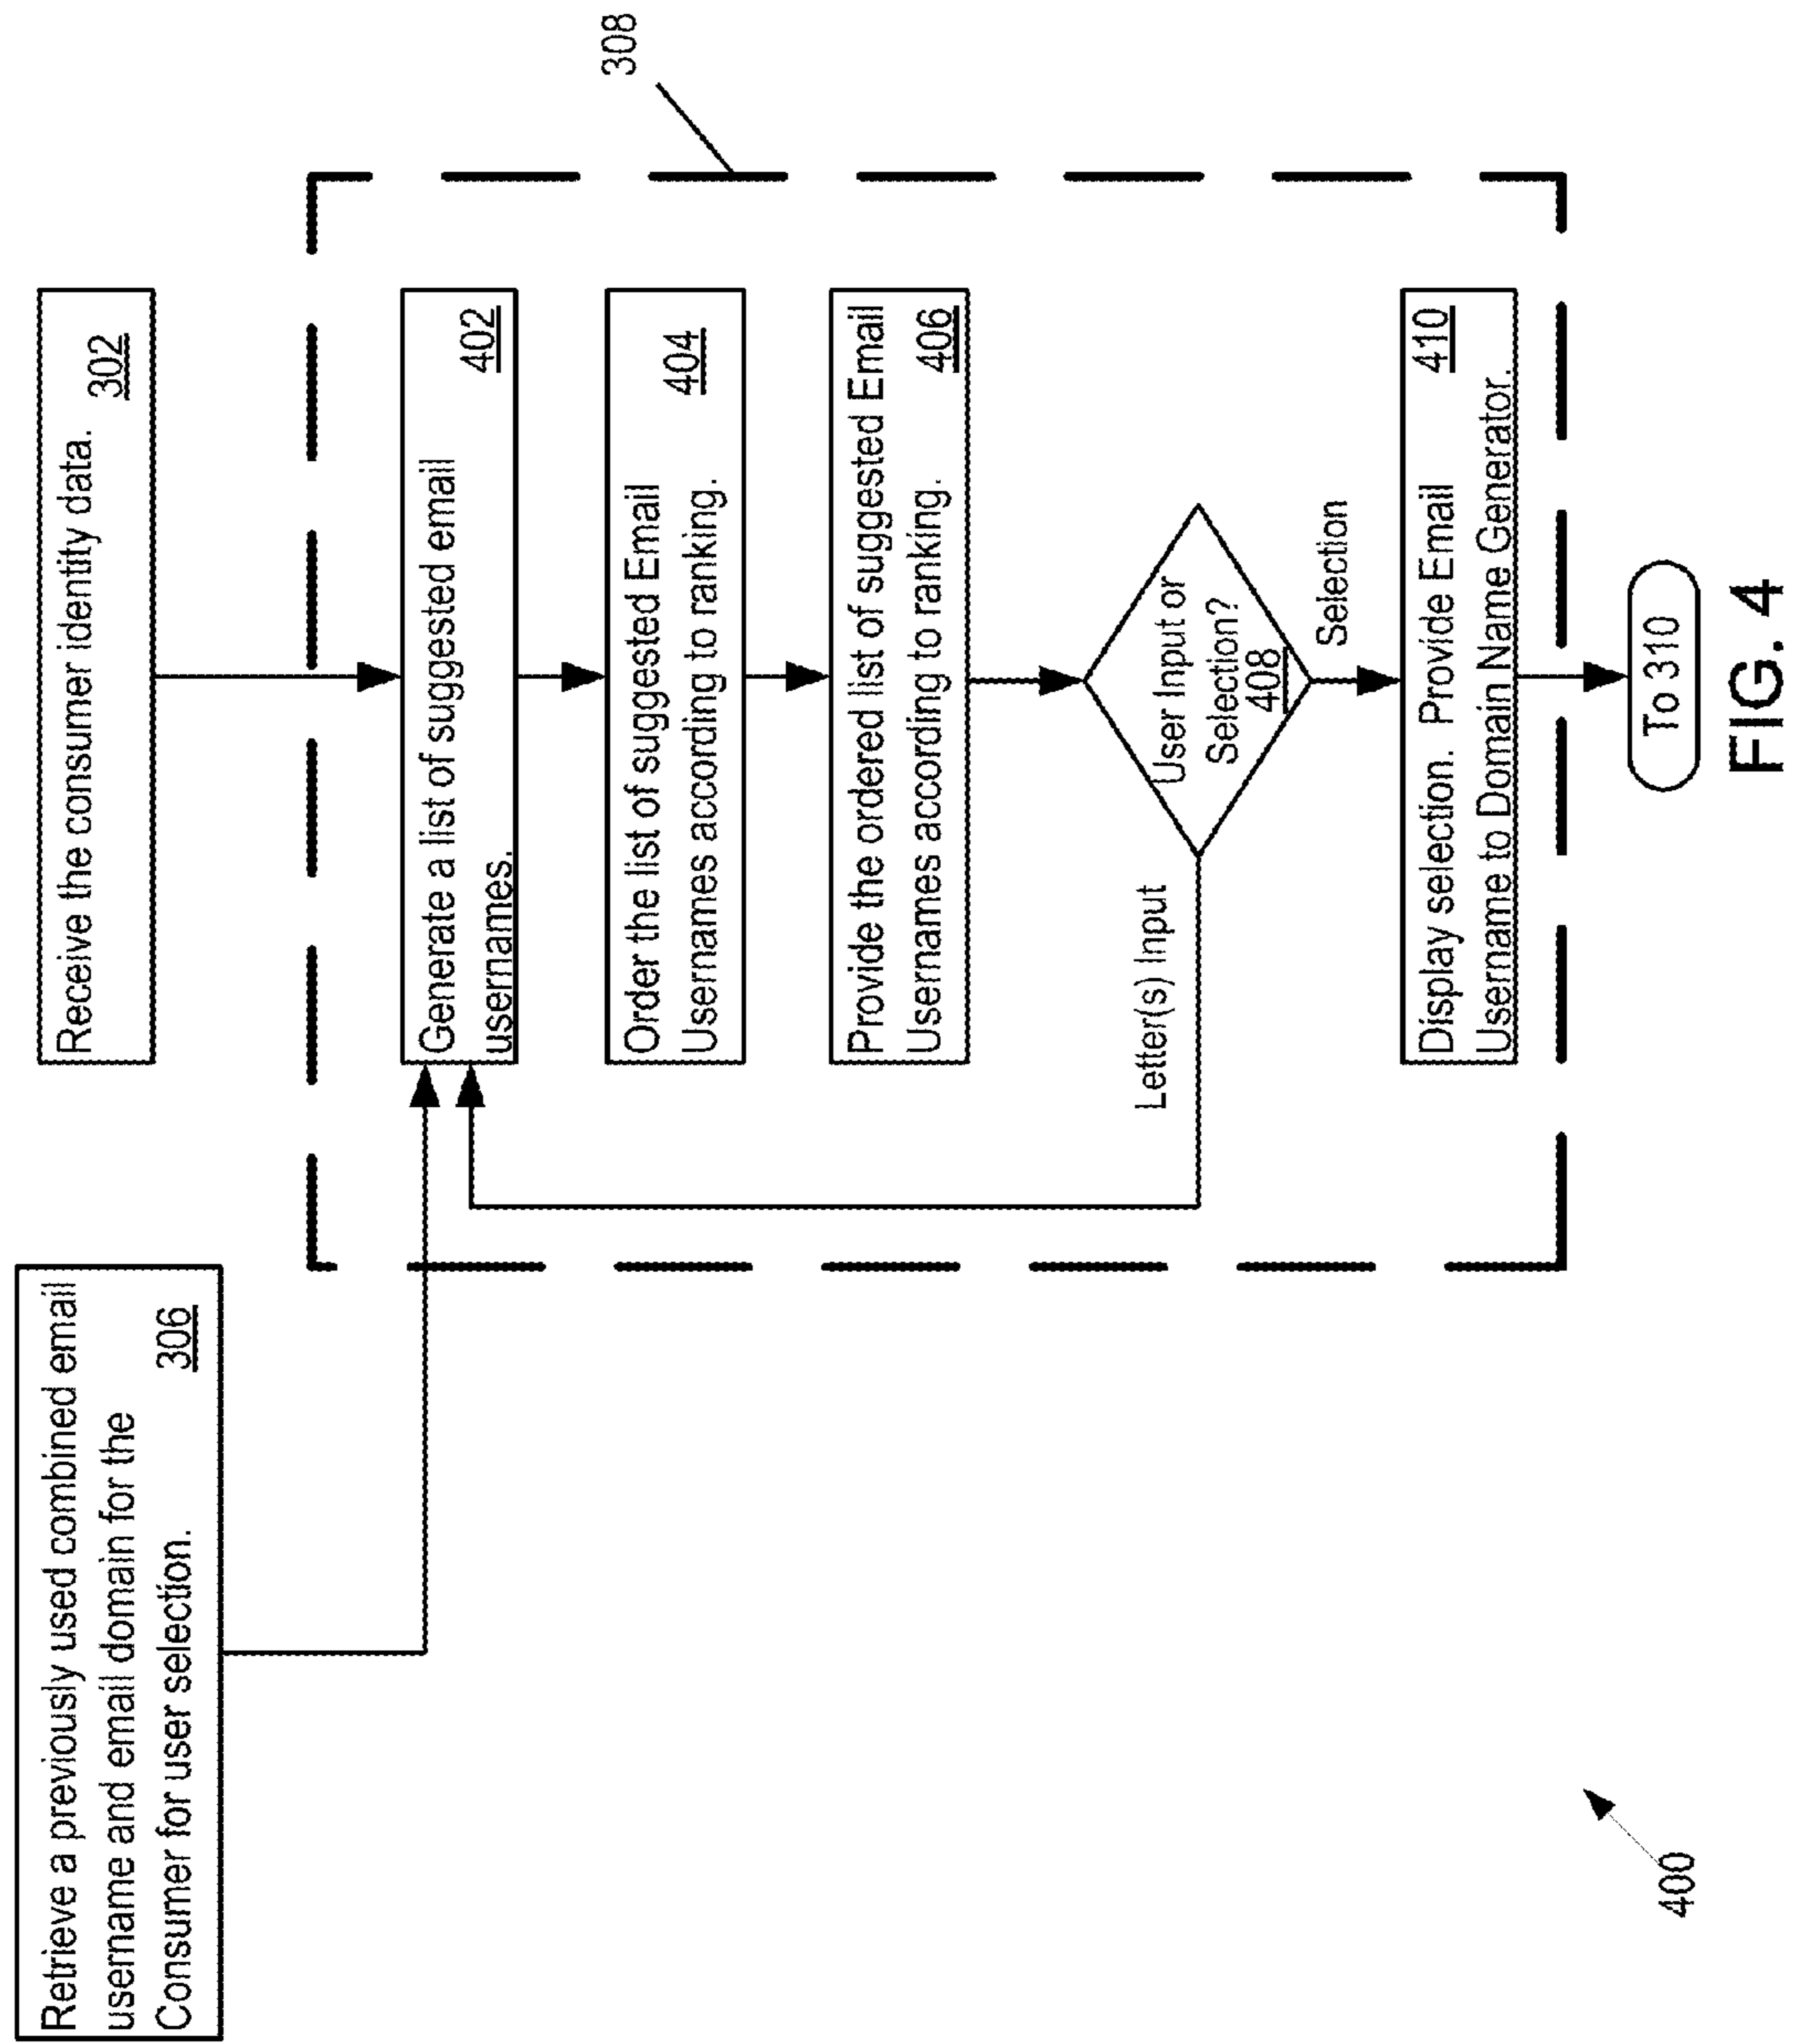 Retrieve a previously used combined email
username and email domain for the
Consumer for user selection.
306
Receive the consumer identity data.
302
308
Generate a list of suggested email
usernames.
402
Order the list of suggested Email
Usernames according to ranking.
404
Provide the ordered list of suggested Email
Usernames according to ranking.
406
User Input or
Selection?
408
Letter(s) Input
Selection
Display selection. Provide Email
Username to Domain Name Generator.
410
To 310
400
FIG. 4